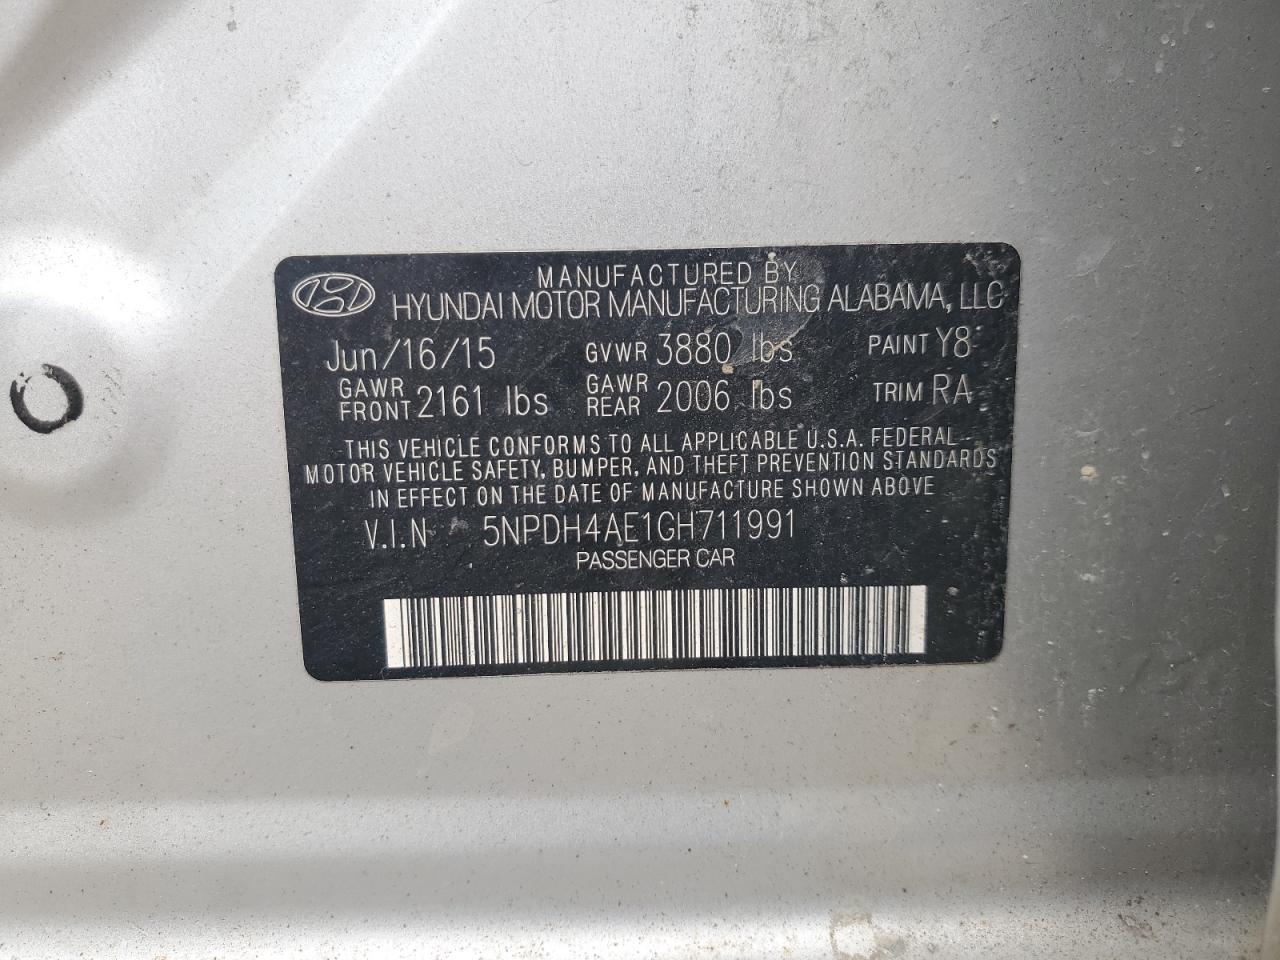 MANUFACTURED BY
HYUNDAI MOTOR MANUFACTURING ALABAMA, LLC
Jun/16/15 GVWR 3880 lbs PAINT Y8
GAWR FRONT 2161 lbs GAWR REAR 2006 lbs TRIM RA
THIS VEHICLE CONFORMS TO ALL APPLICABLE U.S.A. FEDERAL
MOTOR VEHICLE SAFETY, BUMPER, AND THEFT PREVENTION STANDARDS
IN EFFECT ON THE DATE OF MANUFACTURE SHOWN ABOVE
V.I.N 5NPDH4AE1GH711991
PASSENGER CAR